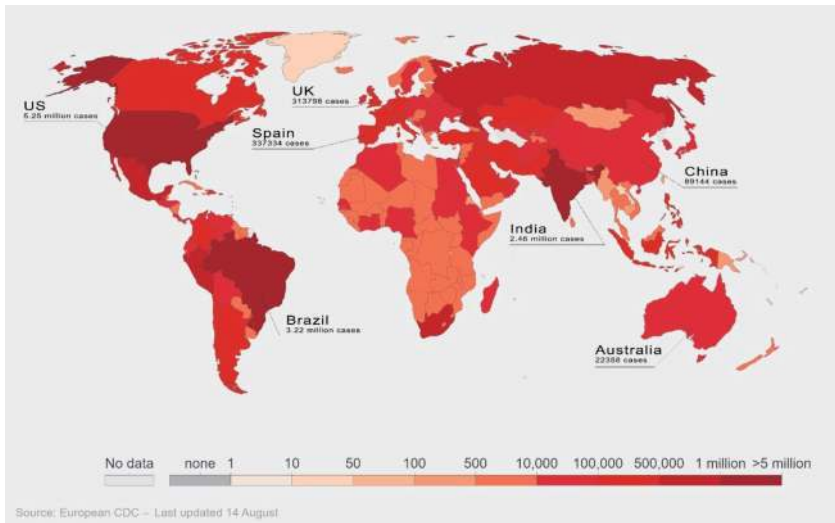 US
5.25 million cases
UK
313798 cases
Spain
337334 cases
China
89144 cases
India
2.46 million cases
Brazil
3.22 million cases
Australia
22358 cases
No data
none
1
10
50
100
500
10,000
100,000
500,000
1 million
>5 million
Source: European CDC – Last updated 14 August